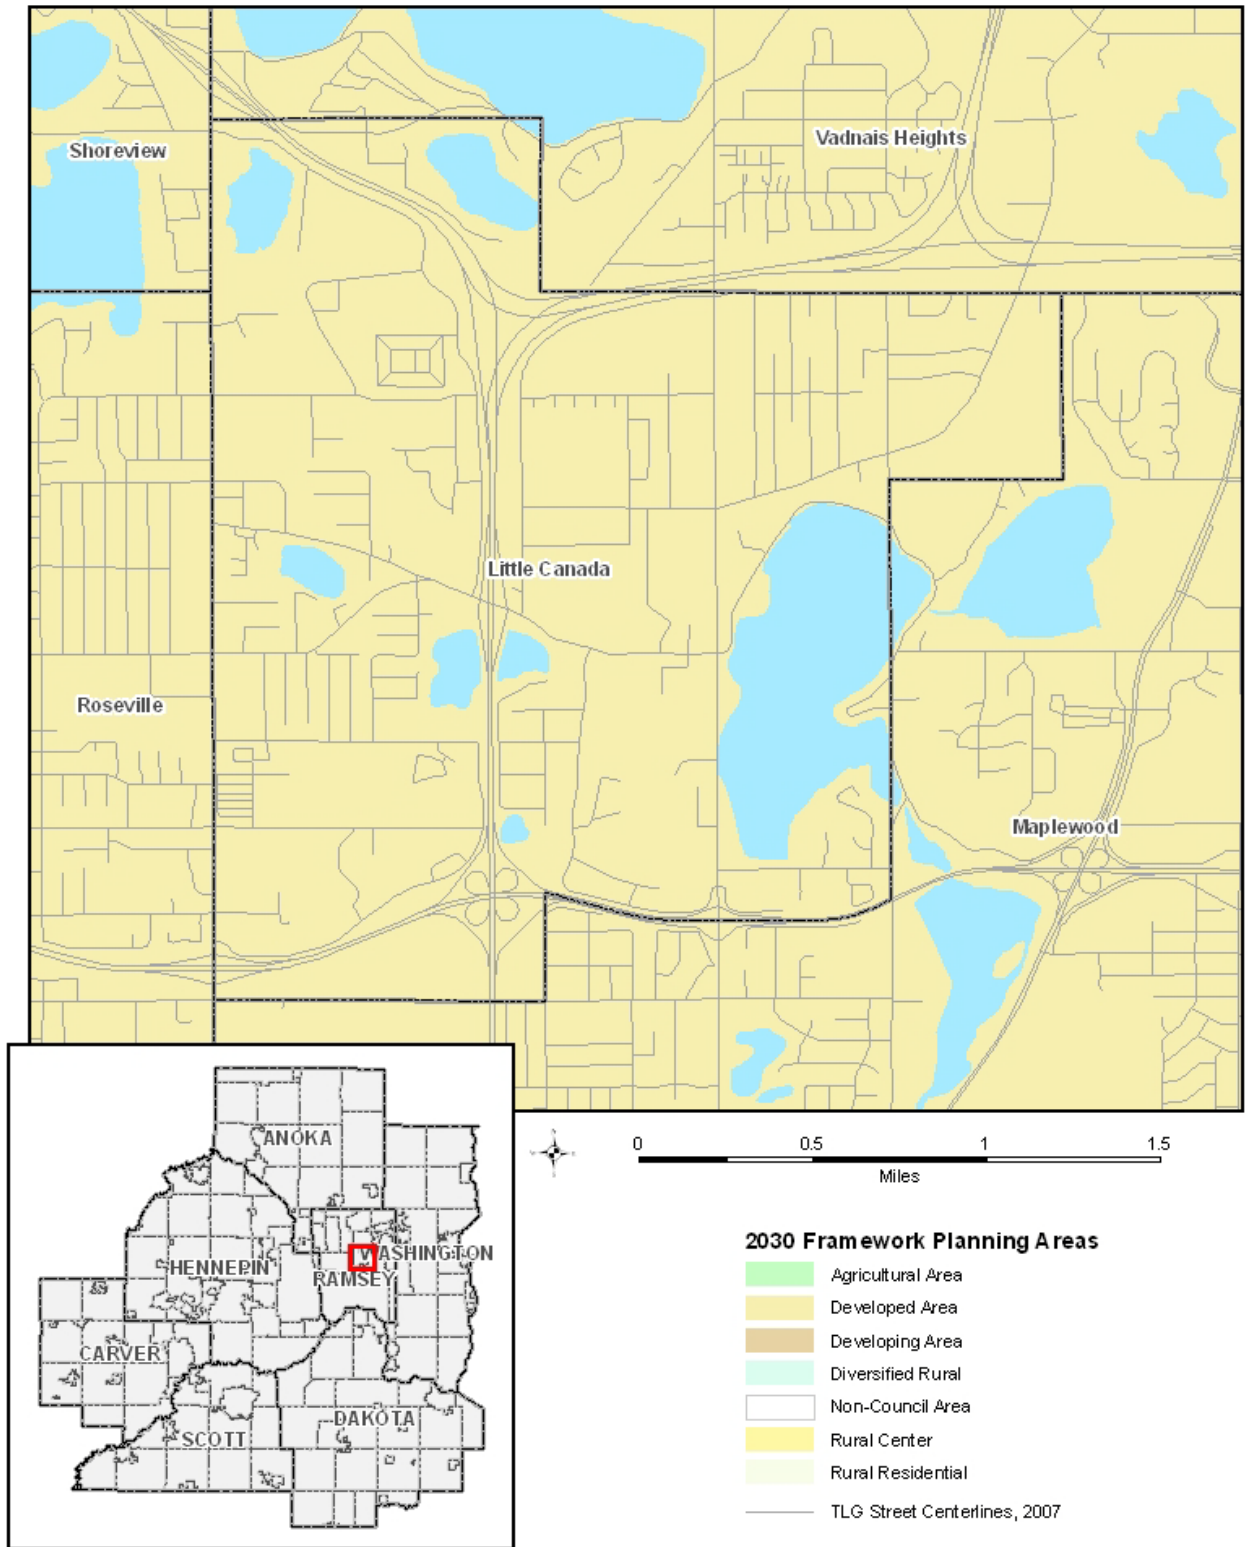 Shoreview
Vadnais Heights
Little Canada
Roseville
Maplewood
ANOKA
WASHINGTON
HENNEPIN
RAMSEY
CARVER
DAKOTA
SCOTT
0 0.5 1 1.5
Miles
2030 Framework Planning Areas
Agricultural Area
Developed Area
Developing Area
Diversified Rural
Non-Council Area
Rural Center
Rural Residential
TLG Street Centerlines, 2007